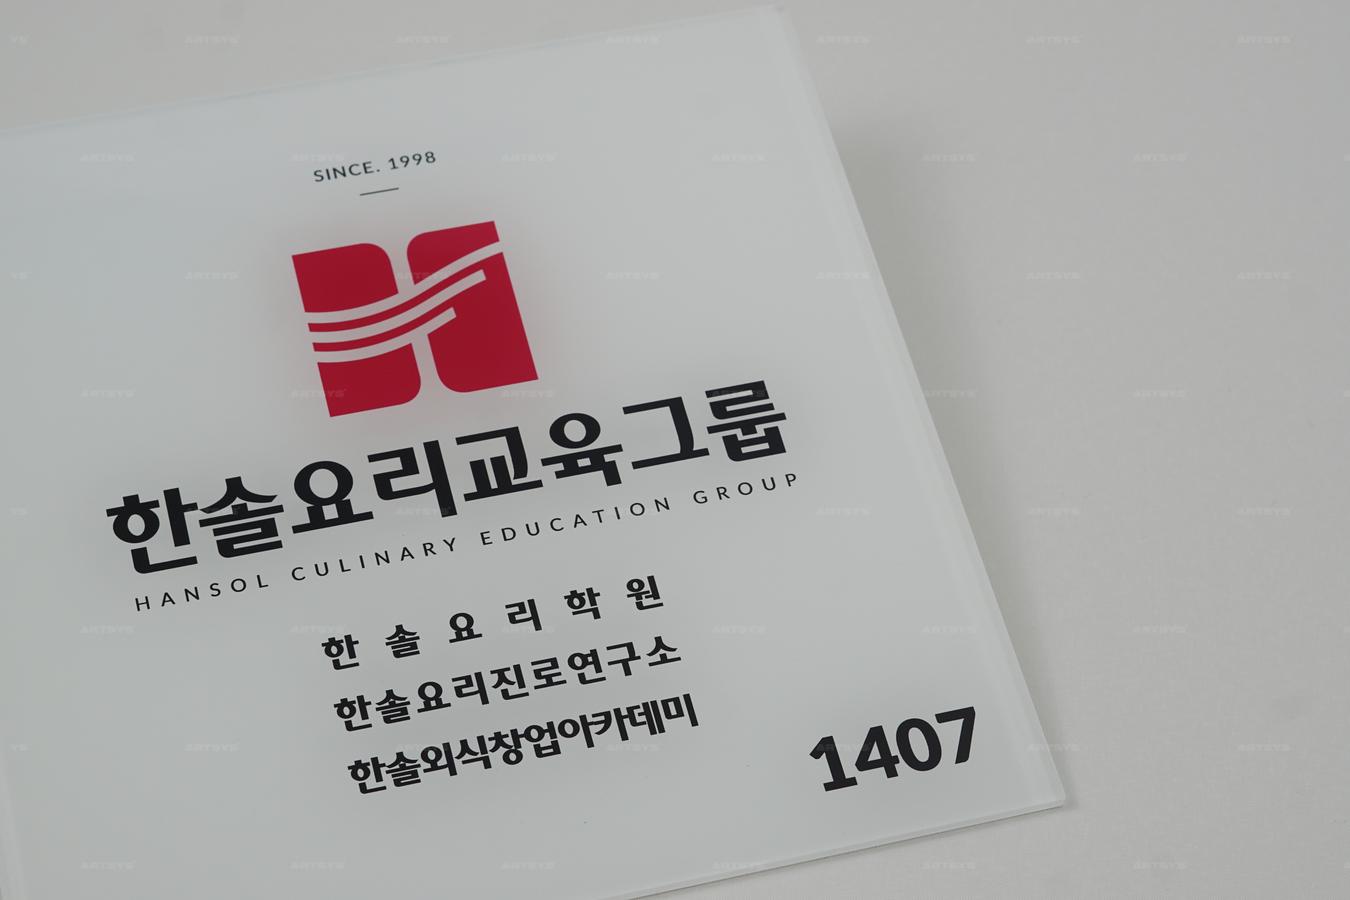 SINCE. 1998
한솔요리교육그룹
HANSOL CULINARY EDUCATION GROUP
한솔요리학원
한솔요리진로연구소
한솔외식창업아카데미
1407
ARTSYS